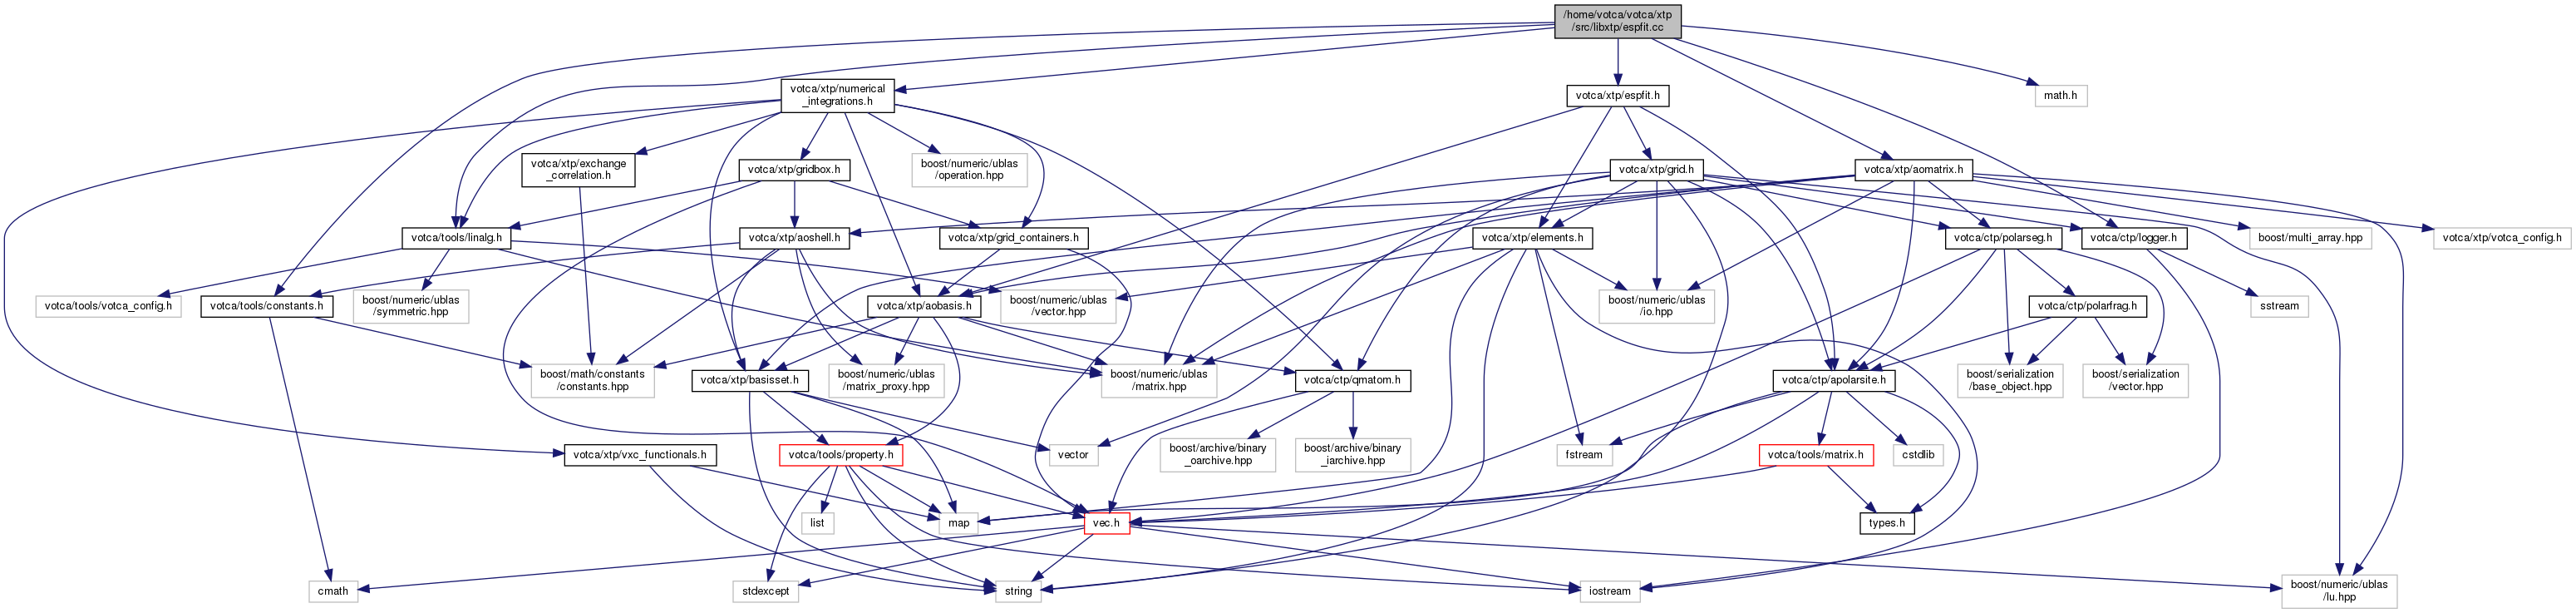 /home/votca/votca/xtp
/src/libxtp/espfit.cc
votca/xtp/numerical
_integrations.h
votca/xtp/espfit.h
math.h
votca/xtp/exchange
_correlation.h
votca/xtp/gridbox.h
boost/numeric/ublas
/operation.hpp
votca/xtp/grid.h
votca/xtp/aomatrix.h
votca/tools/linalg.h
votca/xtp/aoshell.h
votca/xtp/grid_containers.h
votca/xtp/elements.h
votca/ctp/polarseg.h
votca/ctp/logger.h
boost/multi_array.hpp
votca/xtp/votca_config.h
votca/tools/votca_config.h
votca/tools/constants.h
boost/numeric/ublas
/symmetric.hpp
votca/xtp/aobasis.h
boost/numeric/ublas
/vector.hpp
boost/numeric/ublas
/io.hpp
votca/ctp/polarfrag.h
sstream
boost/math/constants
/constants.hpp
votca/xtp/basisset.h
boost/numeric/ublas
/matrix_proxy.hpp
boost/numeric/ublas
/matrix.hpp
votca/ctp/qmatom.h
votca/ctp/apolarsite.h
boost/serialization
/base_object.hpp
boost/serialization
/vector.hpp
votca/xtp/vxc_functionals.h
votca/tools/property.h
vector
boost/archive/binary
_oarchive.hpp
boost/archive/binary
_iarchive.hpp
fstream
votca/tools/matrix.h
cstdlib
list
map
vec.h
types.h
cmath
stdexcept
string
iostream
boost/numeric/ublas
/lu.hpp